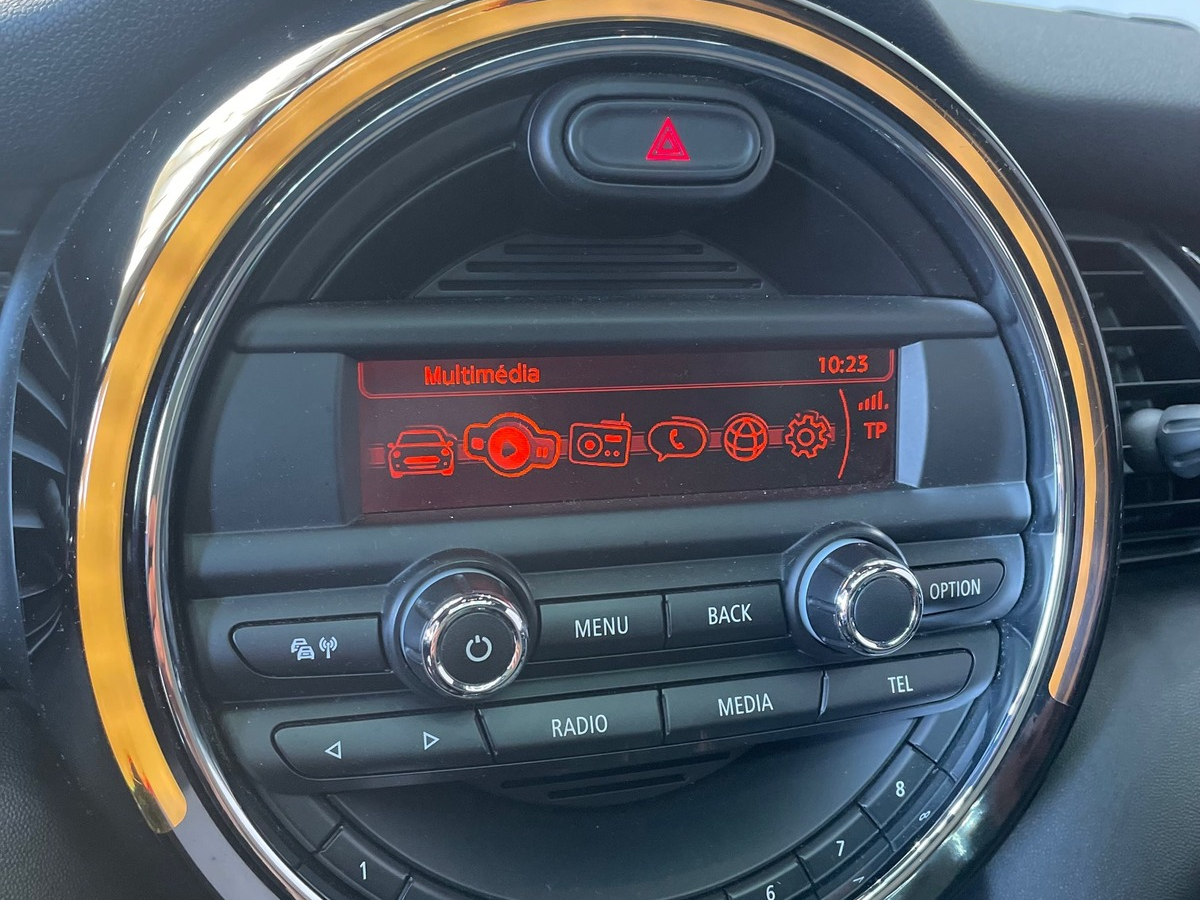 Multimédia 10:23
TP
MENU BACK OPTION
RADIO MEDIA TEL
1 6 7 8